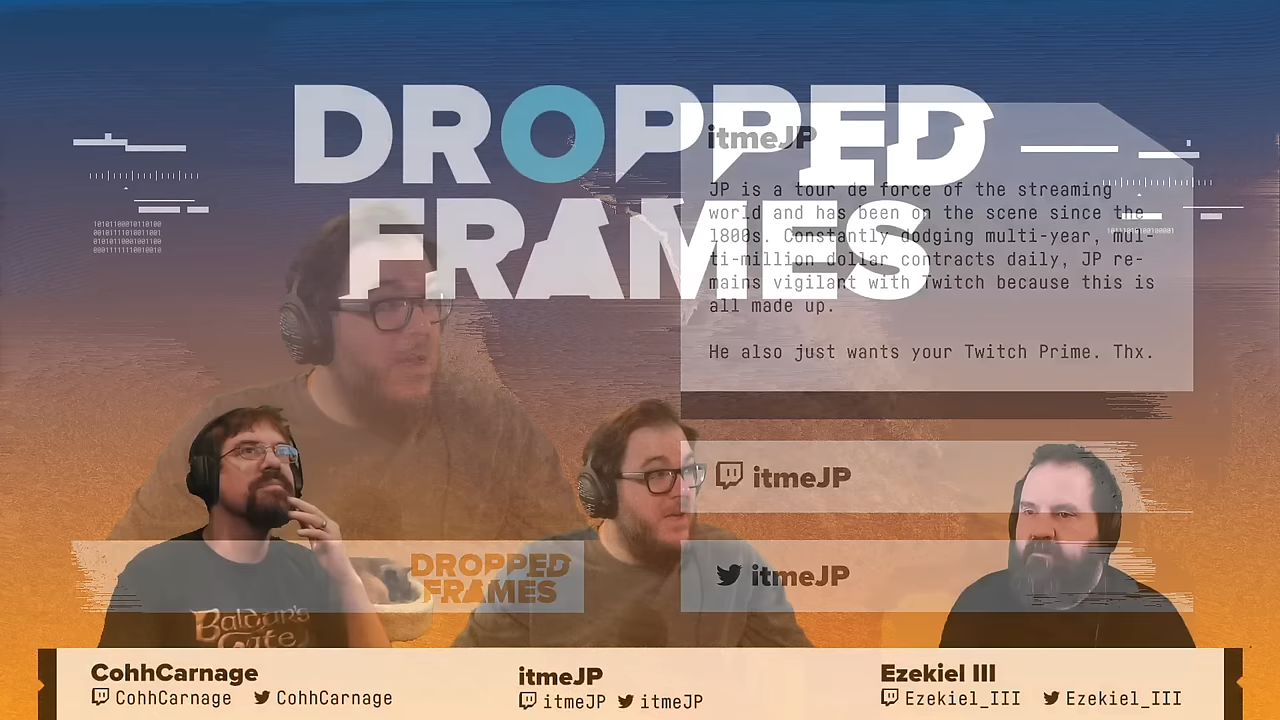 DROPPED
FRAMES
itmeJP
JP is a tour de force of the streaming
world and has been on the scene since the
1800s. Constantly dodging multi-year, mul-
ti-million dollar contracts daily, JP re-
mains vigilant with Twitch because this is
all made up.
He also just wants your Twitch Prime. Thx.
itmeJP
itmeJP
DROPPED
FRAMES
Baldur's
Gate
CohhCarnage
CohhCarnage CohhCarnage
itmeJP
itmeJP itmeJP
Ezekiel III
Ezekiel_III Ezekiel_III